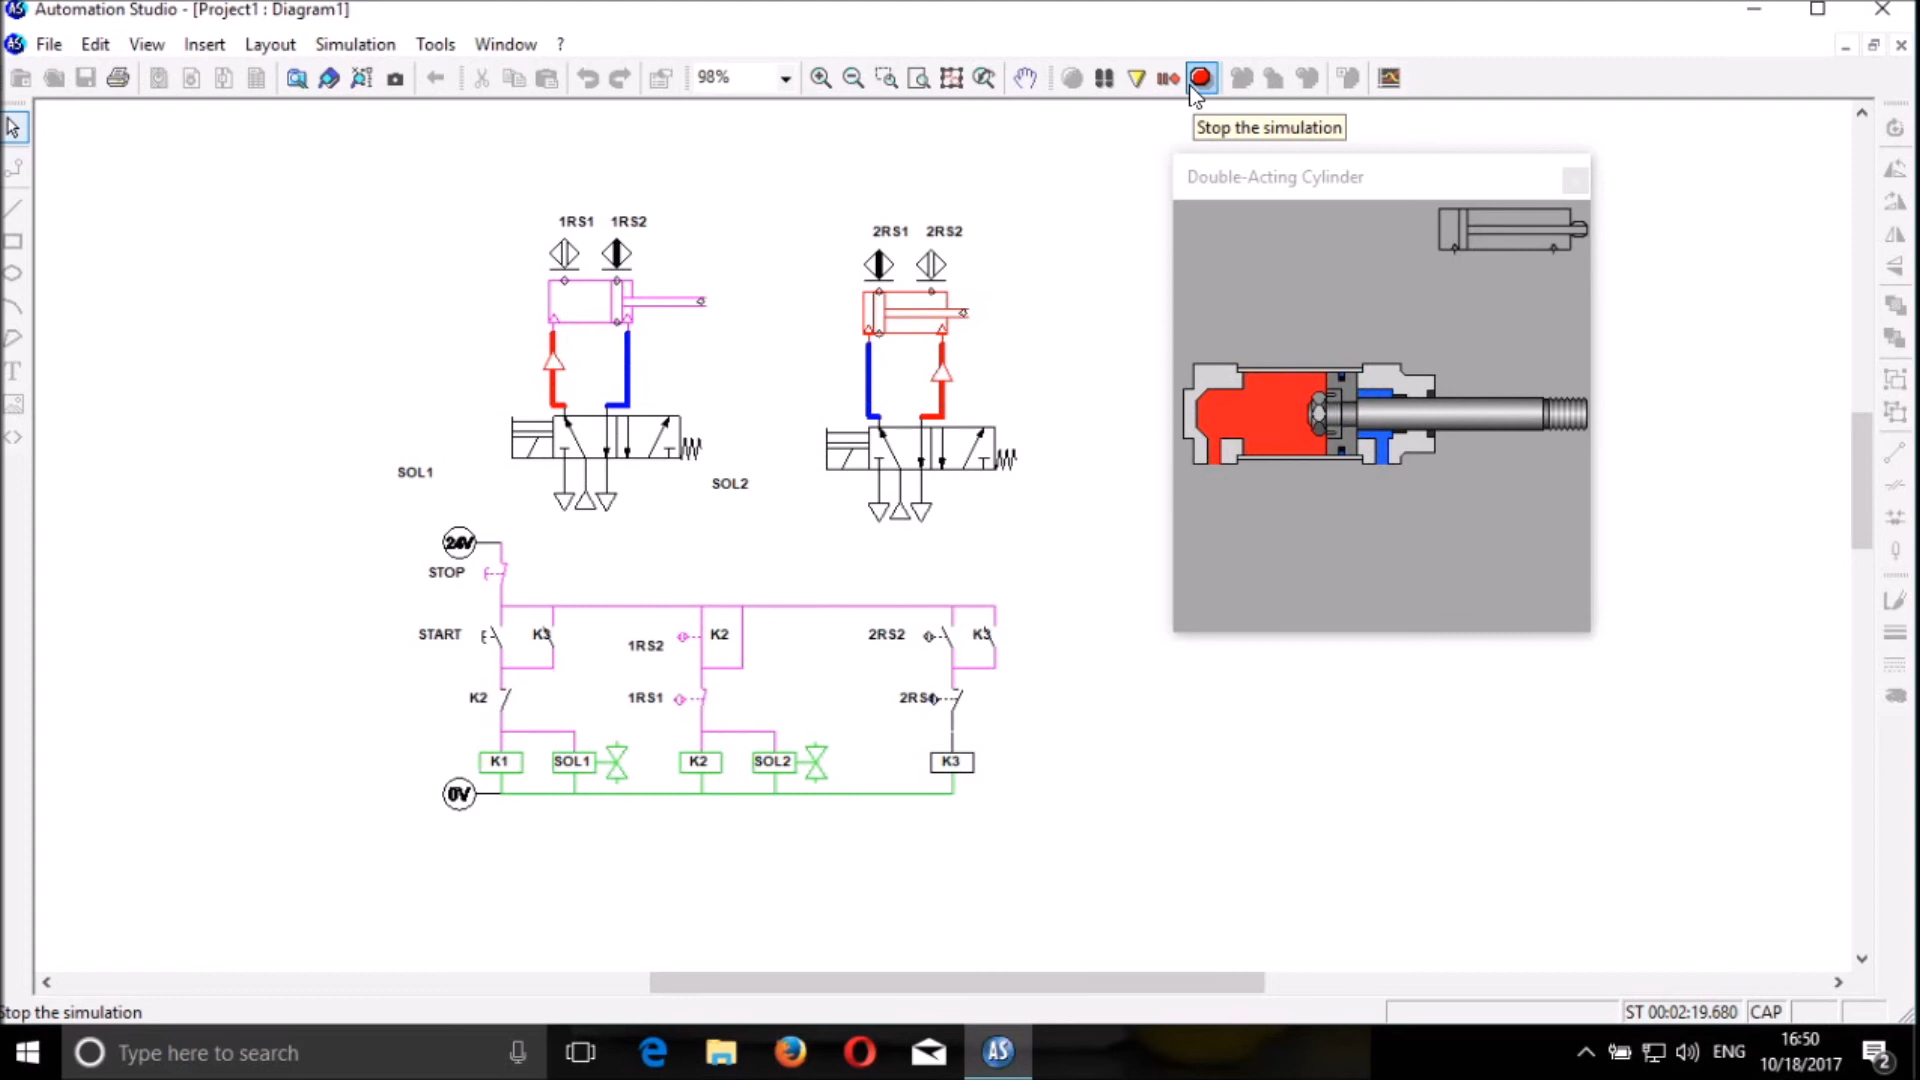 Automation Studio - [Project1 : Diagram1]
File Edit View Insert Layout Simulation Tools Window ?
98%
Stop the simulation
Double-Acting Cylinder
1RS1 1RS2
2RS1 2RS2
SOL1
SOL2
24V
STOP
START K3 1RS2 K2 2RS2 K3
K2 1RS1
K1 SOL1 K2 SOL2 K3
0V
Stop the simulation
ST 00:02:19.680 CAP
Type here to search
AS
ENG
16:50
10/18/2017
2